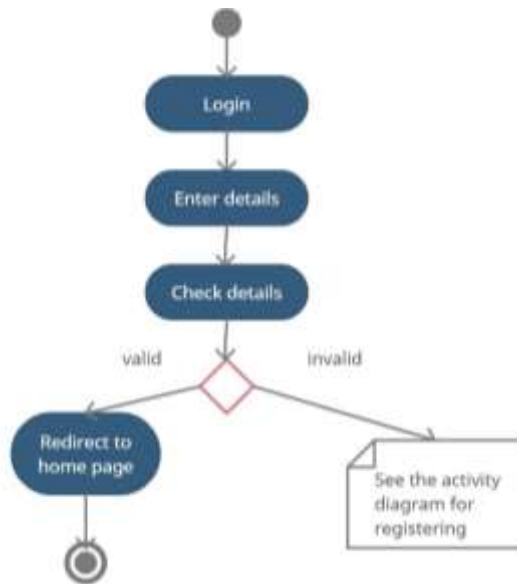 Login
Enter details
Check details
valid
invalid
Redirect to
home page
See the activity
diagram for
registering